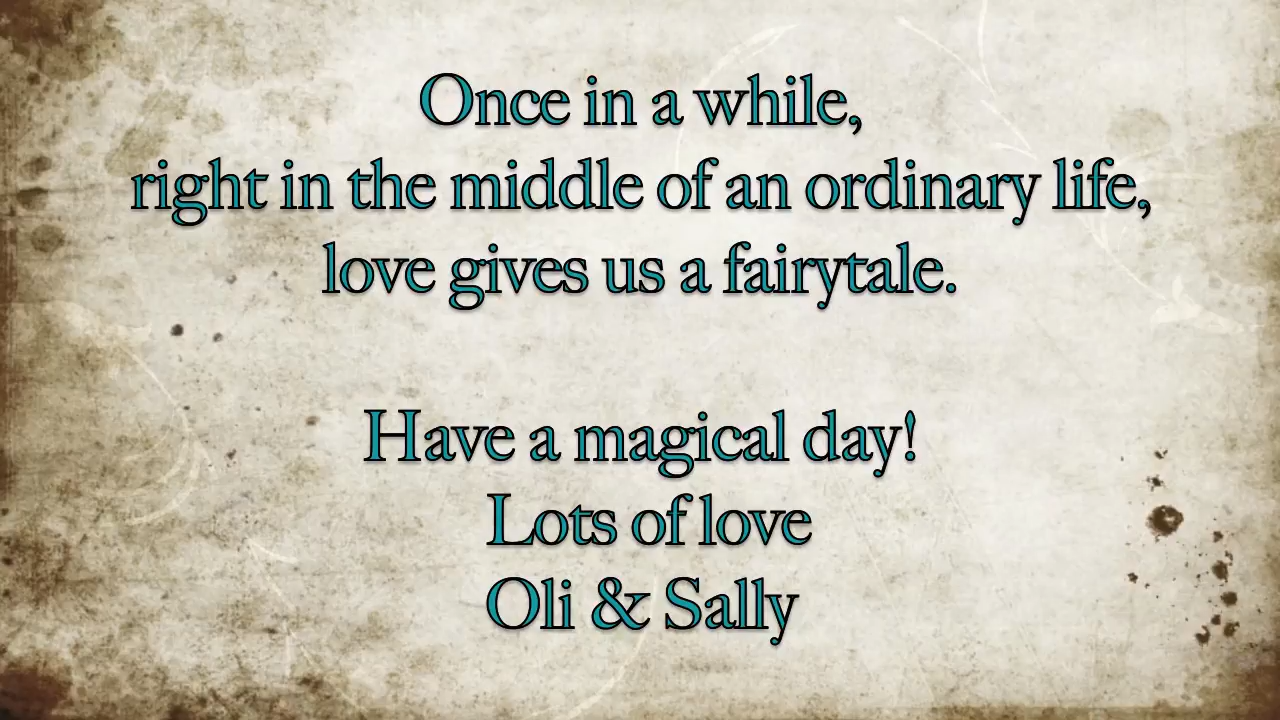 Once in a while,
right in the middle of an ordinary life,
love gives us a fairytale.
Have a magical day!
Lots of love
Oli & Sally